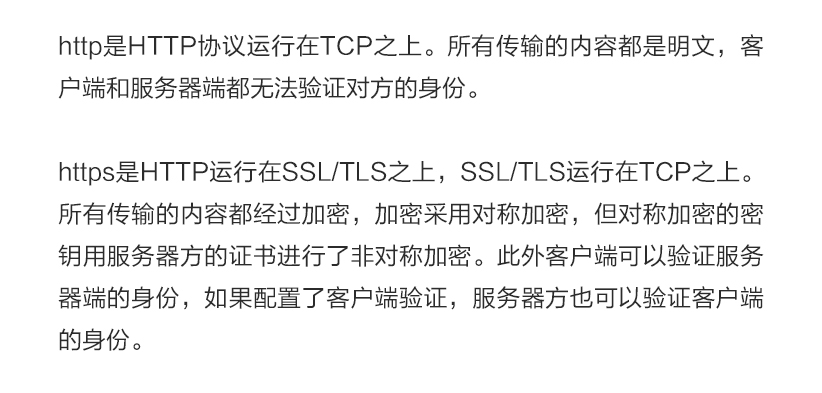 http是HTTP协议运行在TCP之上。所有传输的内容都是明文，客
户端和服务器端都无法验证对方的身份。
https是HTTP运行在SSL/TLS之上，SSL/TLS运行在TCP之上。
所有传输的内容都经过加密，加密采用对称加密，但对称加密的密
钥用服务器方的证书进行了非对称加密。此外客户端可以验证服务
器端的身份，如果配置了客户端验证，服务器方也可以验证客户端
的身份。